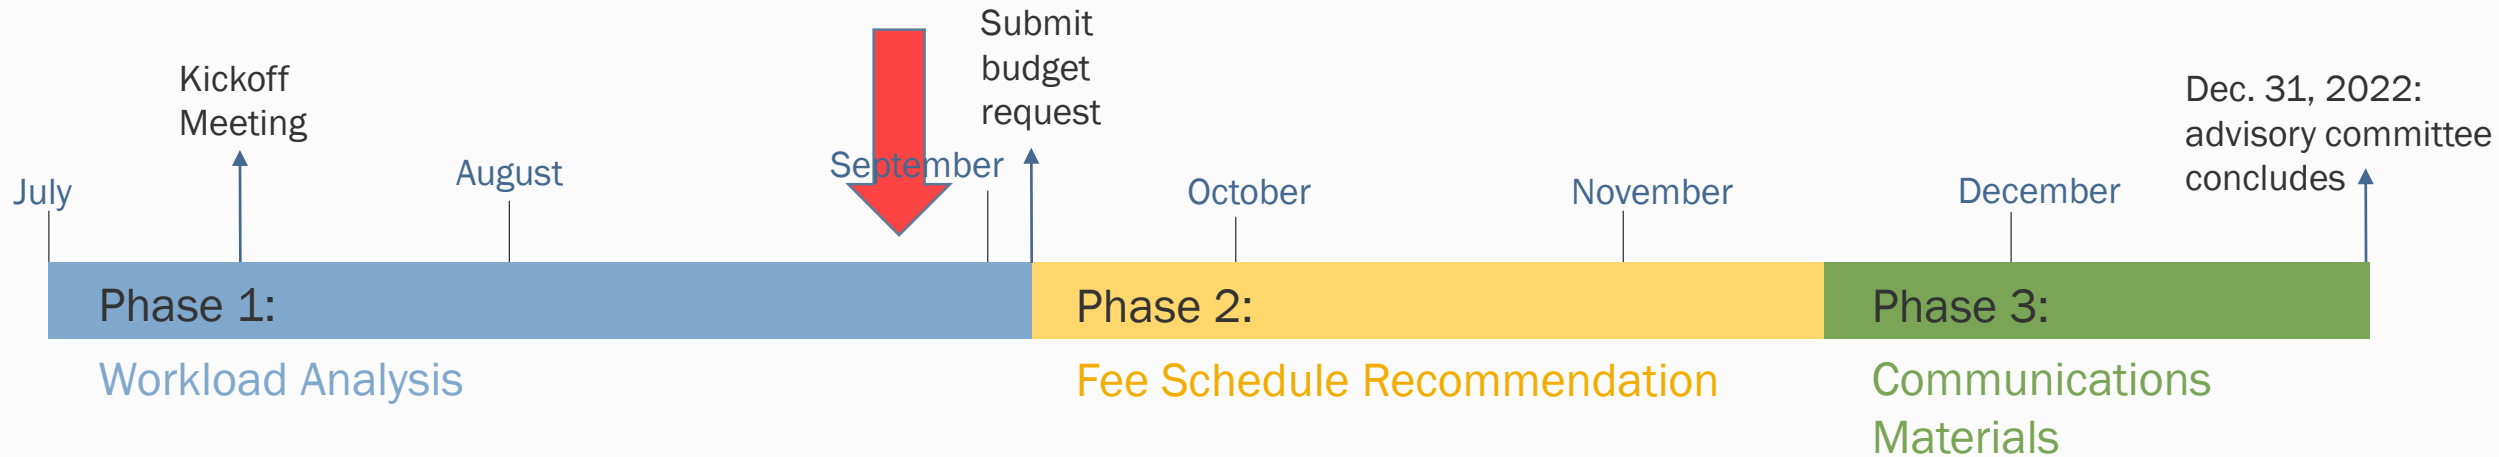 Kickoff
Meeting
Submit
budget
request
Dec. 31, 2022:
advisory committee
concludes
July
August
September
October
November
December
Phase 1:
Phase 2:
Phase 3:
Workload Analysis
Fee Schedule Recommendation
Communications
Materials